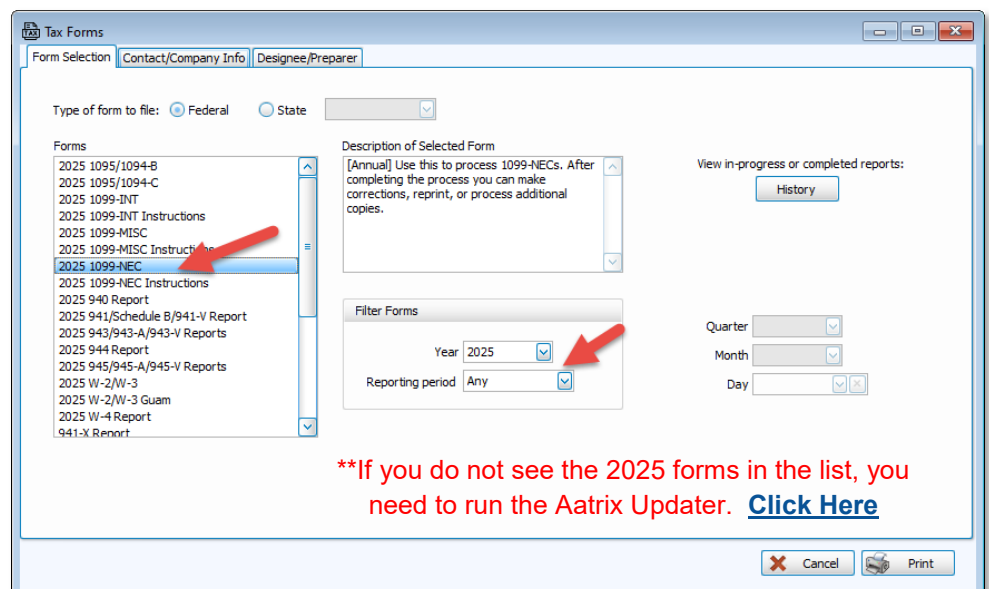 TAX
Tax Forms
Form Selection
Contact/Company Info
Designee/Preparer
Type of form to file:
Federal
State
Forms
2025 1095/1094-B
2025 1095/1094-C
2025 1099-INT
2025 1099-INT Instructions
2025 1099-MISC
2025 1099-MISC Instructions
2025 1099-NEC
2025 1099-NEC Instructions
2025 940 Report
2025 941/Schedule B/941-V Report
2025 943/943-A/943-V Reports
2025 944 Report
2025 945/945-A/945-V Reports
2025 W-2/W-3
2025 W-2/W-3 Guam
2025 W-4 Report
941-X Report
Description of Selected Form
[Annual] Use this to process 1099-NECs. After
completing the process you can make
corrections, reprint, or process additional
copies.
View in-progress or completed reports:
History
Filter Forms
Year 2025
Reporting period Any
Quarter
Month
Day
**If you do not see the 2025 forms in the list, you
need to run the Aatrix Updater. Click Here
Cancel
Print